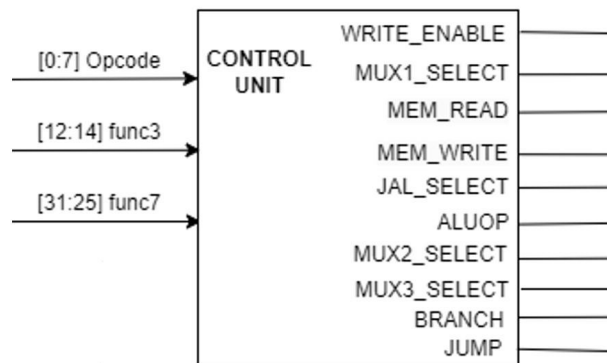 [0:7] Opcode
[12:14] func3
[31:25] func7
CONTROL
UNIT
WRITE_ENABLE
MUX1_SELECT
MEM_READ
MEM_WRITE
JAL_SELECT
ALUOP
MUX2_SELECT
MUX3_SELECT
BRANCH
JUMP